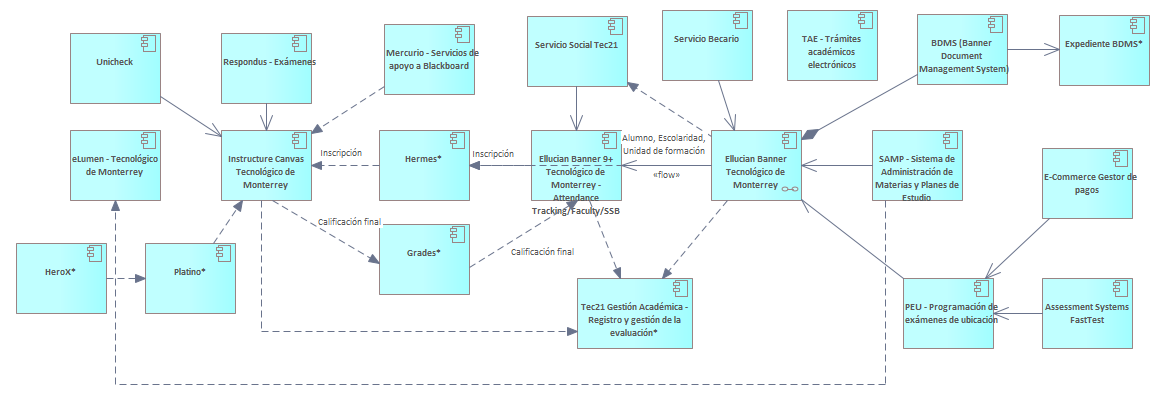 Unicheck
Respondus - Exámenes
Mercurio - Servicios de
apoyo a Blackboard
Servicio Social Tec21
Servicio Becario
TAE - Trámites
académicos
electrónicos
BDMS (Banner
Document
Management System)
Expediente BDMS*
eLumen - Tecnológico
de Monterrey
Instructure Canvas
Tecnológico de
Monterrey
Inscripción
Hermes*
Inscripción
Ellucian Banner 9+
Tecnológico de
Monterrey -
Attendance
Tracking/Faculty/SSB
Alumno, Escolaridad,
Unidad de formación
«flow»
Ellucian Banner
Tecnológico de
Monterrey
SAMP - Sistema de
Administración de
Materias y Planes de
Estudio
E-Commerce Gestor de
pagos
Calificación final
Grades*
Calificación final
HeroX*
Platino*
Tec21 Gestión Académica -
Registro y gestión de la
evaluación*
PEU - Programación de
exámenes de ubicación
Assessment Systems
FastTest